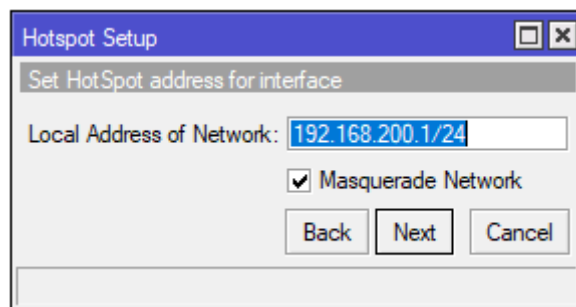 Hotspot Setup
Set HotSpot address for interface
Local Address of Network: 192.168.200.1/24
Masquerade Network
Back Next Cancel